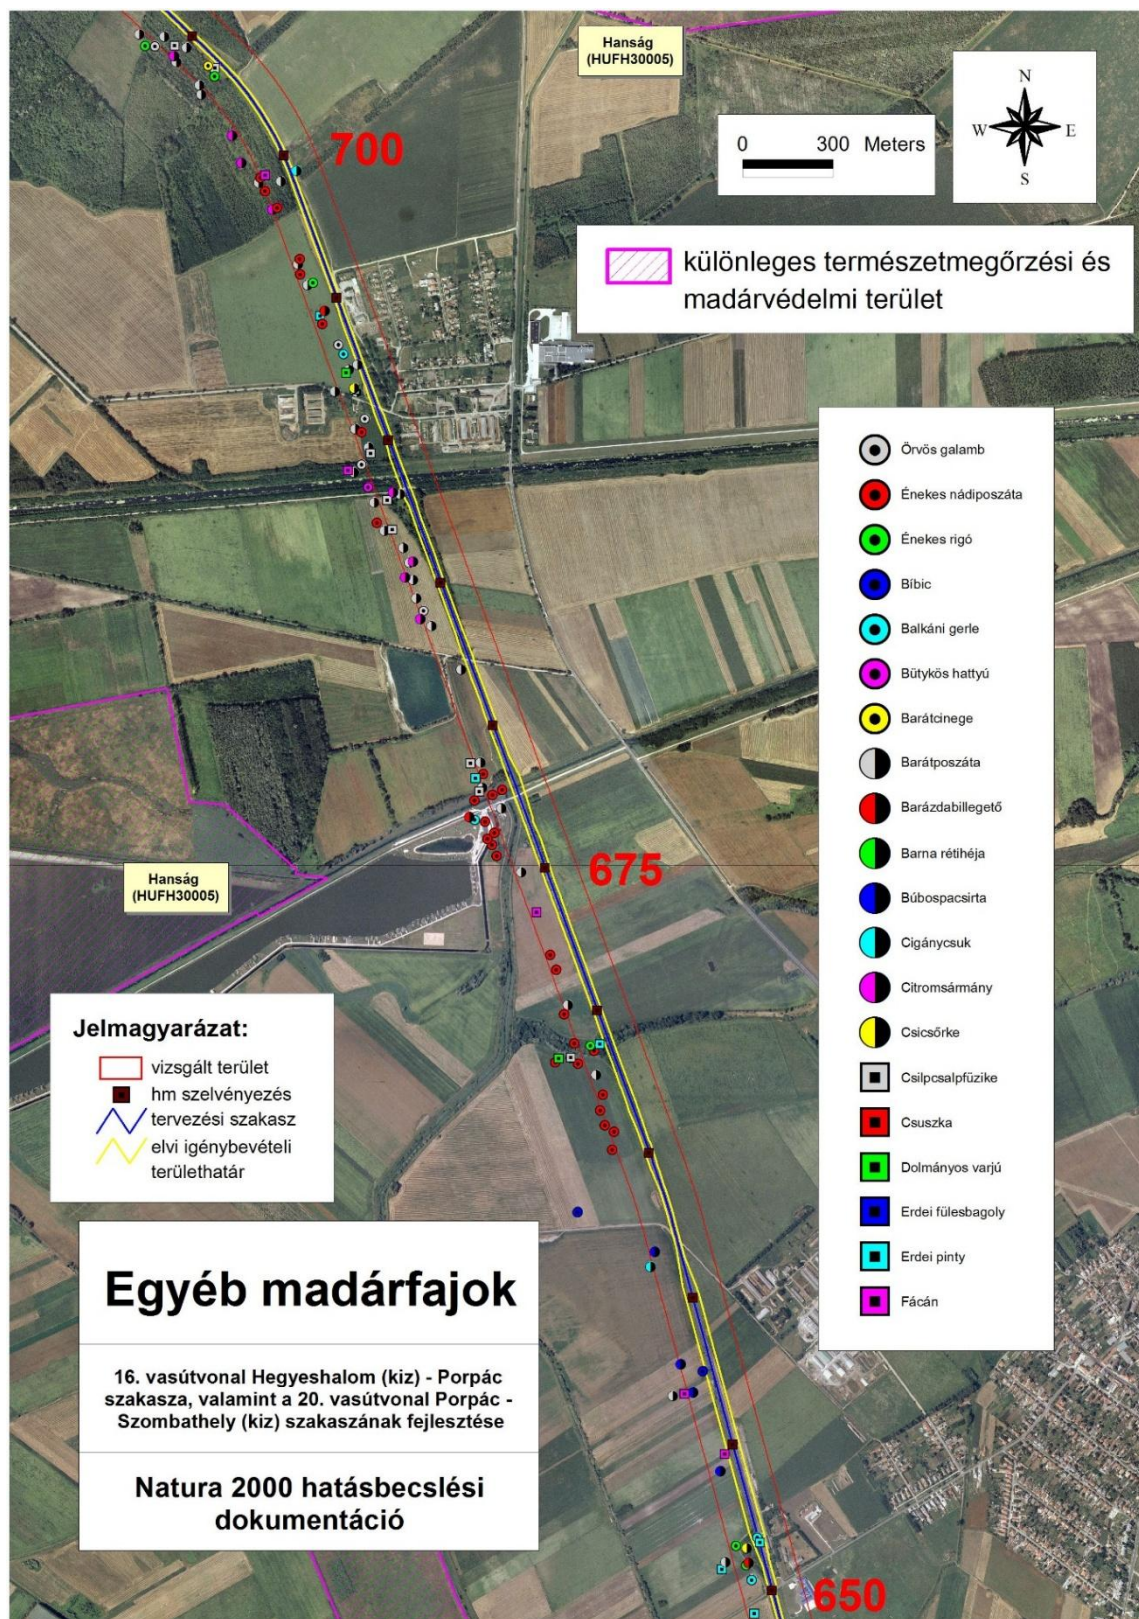 Hanság
(HUFH30005)
N
W E
S
0 300 Meters
700
különleges természetmegőrzési és
madárvédelmi terület
Örvös galamb
Énekes nádiposzáta
Énekes rigó
Bíbic
Balkáni gerle
Bütykös hattyú
Barátcinege
Barátposzáta
Barázdabillegető
Barna rétihéja
Búbospacsirta
Cigánycsuk
Citromsármány
Csicsőrke
Csilpcsalpfüzike
Csuszka
Dolmányos varjú
Erdei fülesbagoly
Erdei pinty
Fácán
675
Hanság
(HUFH30005)
Jelmagyarázat:
vizsgált terület
hm szelvényezés
tervezési szakasz
elvi igénybevételi
területhatár
Egyéb madárfajok
16. vasútvonal Hegyeshalom (kiz) - Porpác
szakasza, valamint a 20. vasútvonal Porpác -
Szombathely (kiz) szakaszának fejlesztése
Natura 2000 hatásbecslési
dokumentáció
650